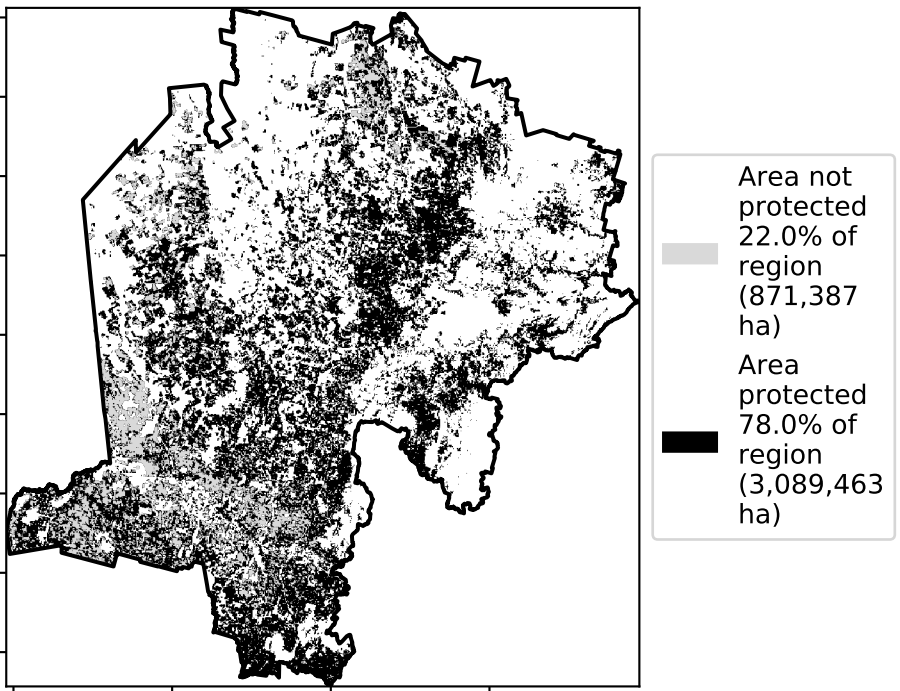 Area not
protected
22.0% of
region
(871,387
ha)
Area
protected
78.0% of
region
(3,089,463
ha)